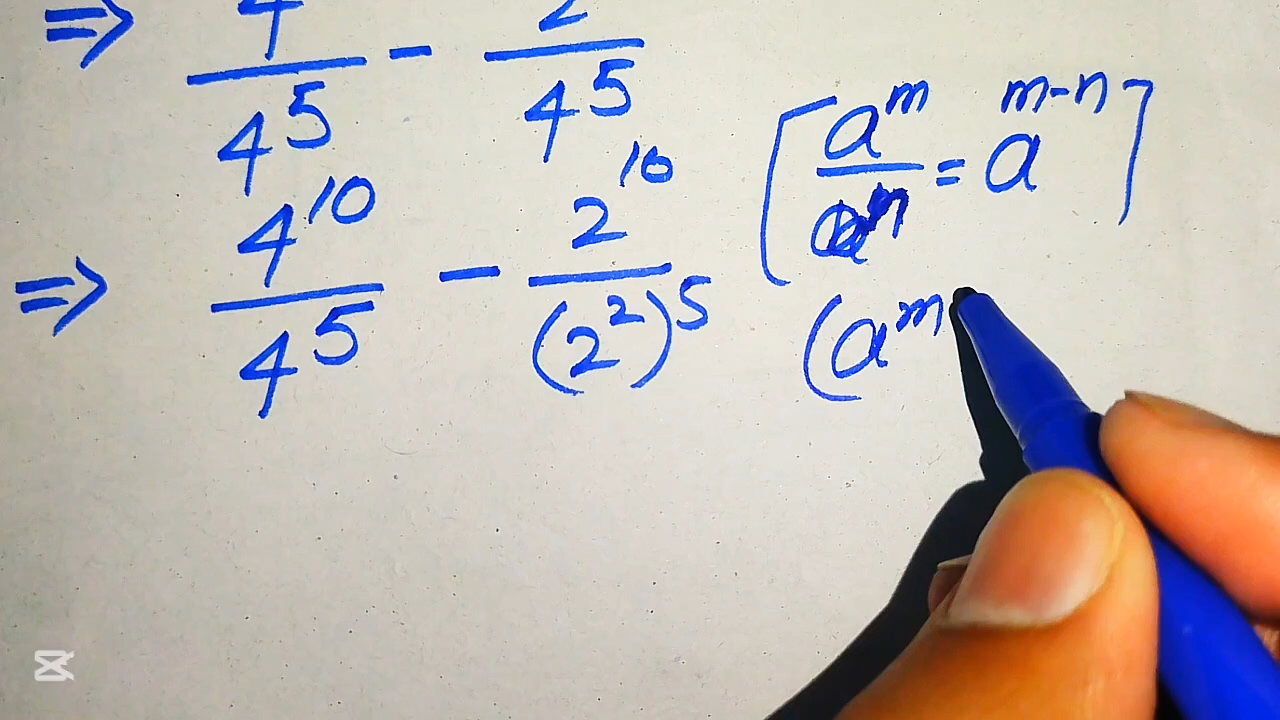 ⇒ 4/4^5 - 2/4^5
[a^m/a^n = a^(m-n)]
⇒ 4^10/4^5 - 2^10/(2^2)^5
(a^m